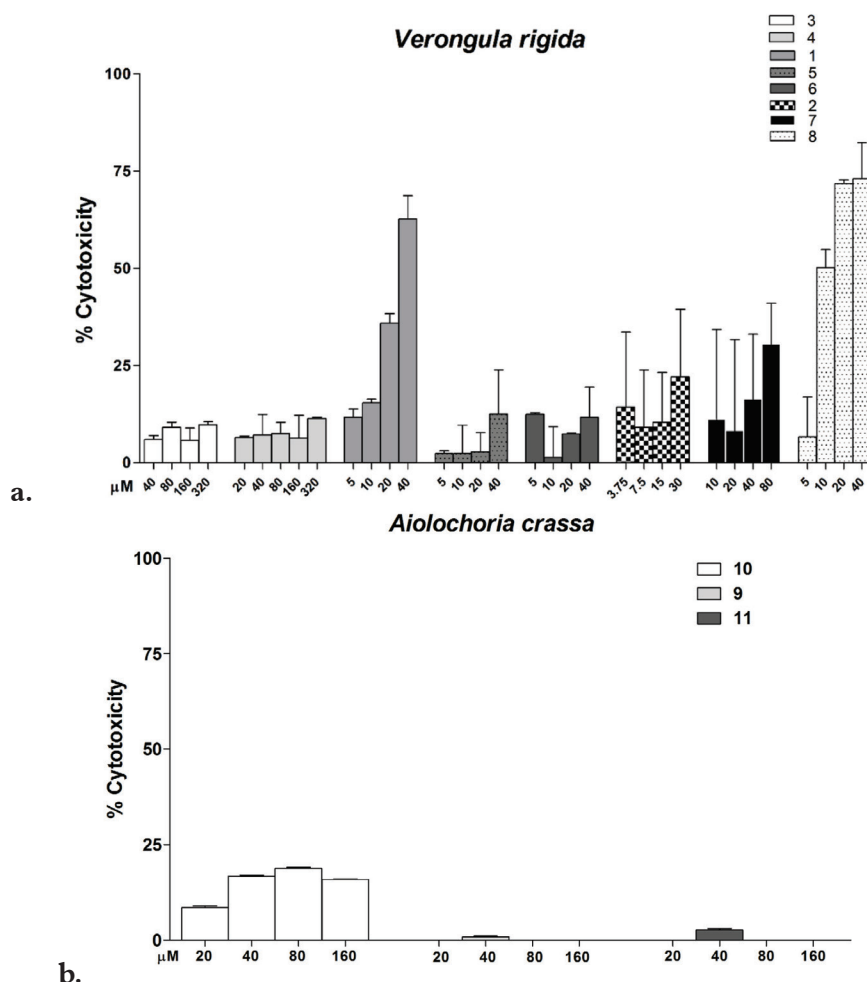 Verongula rigida
3
4
1
5
6
2
7
8
100
75
50
25
0
% Cytotoxicity
μM
40 80 160 320 20 40 80 160 320 5 10 20 40 5 10 20 40 5 10 20 40 3.75 7.5 15 30 10 20 40 80 5 10 20 40
a.
Aiolochoria crassa
10
9
11
100
75
50
25
0
% Cytotoxicity
μM 20 40 80 160 20 40 80 160 20 40 80 160
b.